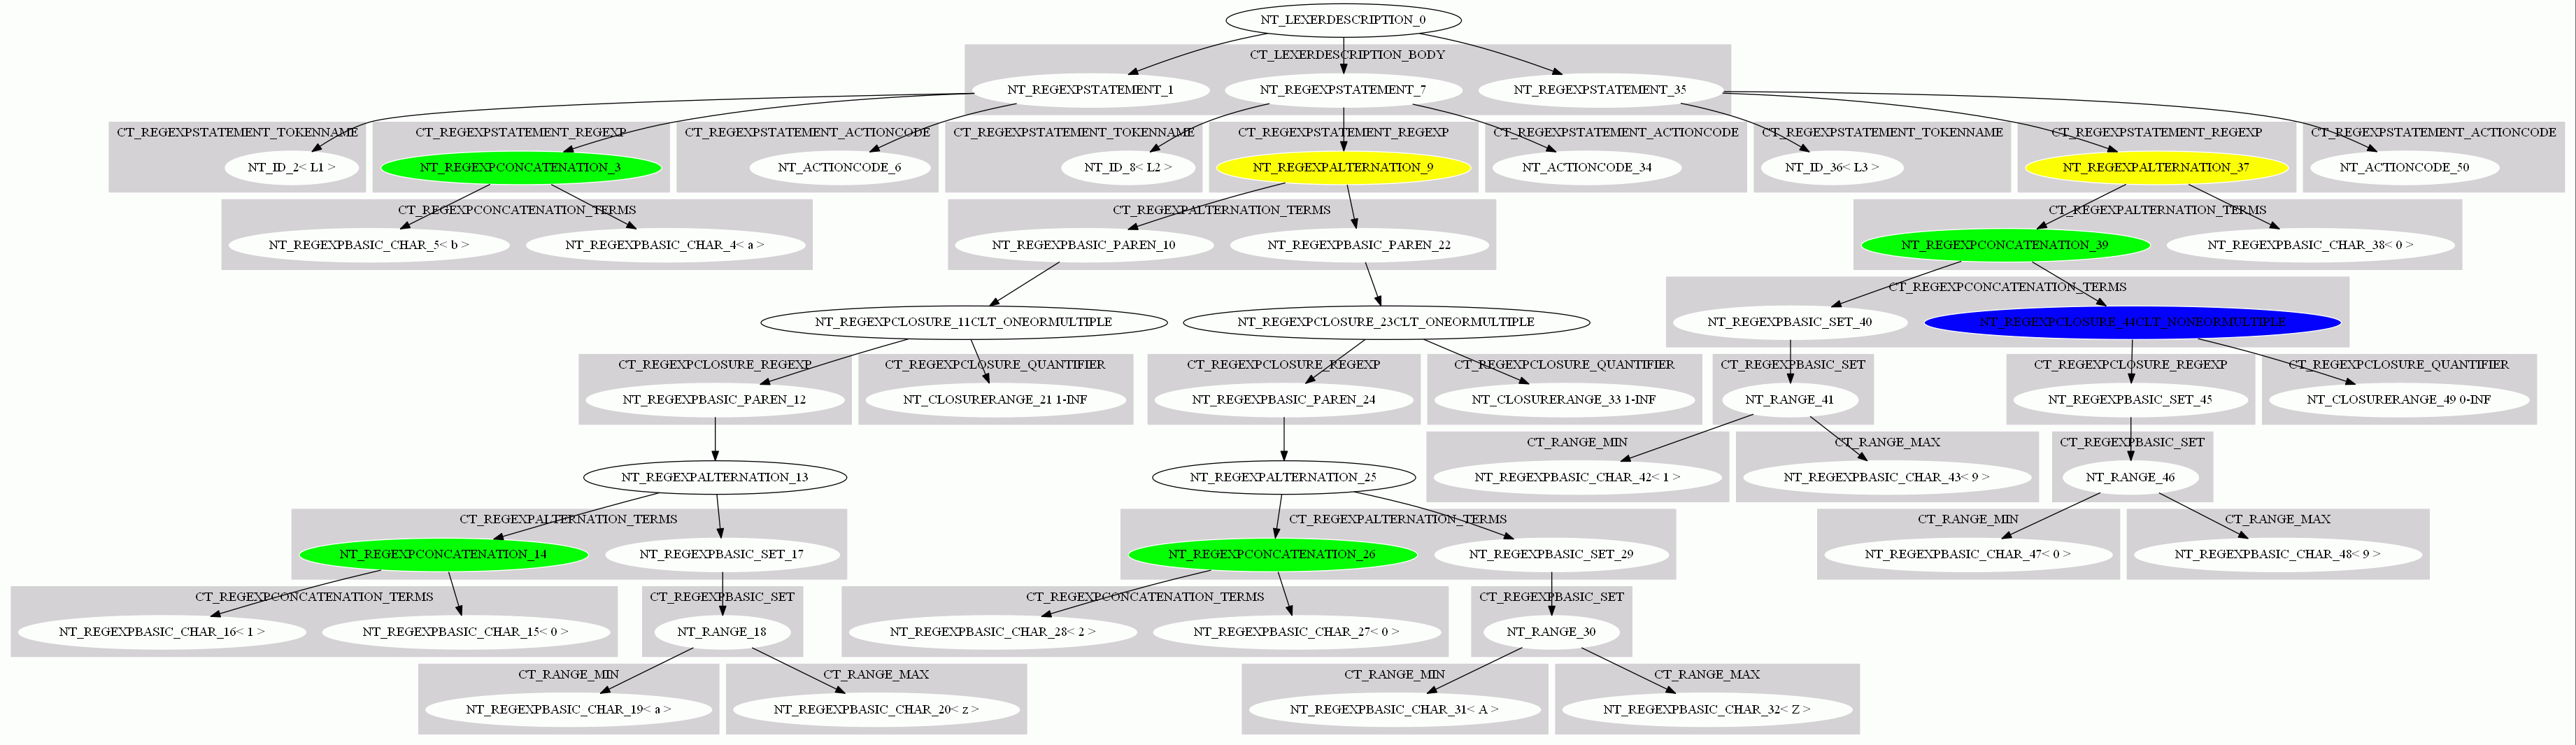 NT_LEXERDESCRIPTION_0
CT_LEXERDESCRIPTION_BODY
NT_REGEXPSTATEMENT_1 NT_REGEXPSTATEMENT_7 NT_REGEXPSTATEMENT_35
CT_REGEXPSTATEMENT_TOKENNAME CT_REGEXPSTATEMENT_REGEXP CT_REGEXPSTATEMENT_ACTIONCODE CT_REGEXPSTATEMENT_TOKENNAME CT_REGEXPSTATEMENT_REGEXP CT_REGEXPSTATEMENT_ACTIONCODE CT_REGEXPSTATEMENT_TOKENNAME CT_REGEXPSTATEMENT_REGEXP CT_REGEXPSTATEMENT_ACTIONCODE
NT_ID_2< L1 > NT_REGEXPCONCATENATION_3 NT_ACTIONCODE_6 NT_ID_8< L2 > NT_REGEXPALTERNATION_9 NT_ACTIONCODE_34 NT_ID_36< L3 > NT_REGEXPALTERNATION_37 NT_ACTIONCODE_50
CT_REGEXPCONCATENATION_TERMS CT_REGEXPALTERNATION_TERMS CT_REGEXPALTERNATION_TERMS
NT_REGEXPBASIC_CHAR_5< b > NT_REGEXPBASIC_CHAR_4< a > NT_REGEXPBASIC_PAREN_10 NT_REGEXPBASIC_PAREN_22 NT_REGEXPCONCATENATION_39 NT_REGEXPBASIC_CHAR_38< 0 >
CT_REGEXPCONCATENATION_TERMS
NT_REGEXPCLOSURE_11CLT_ONEORMULTIPLE NT_REGEXPCLOSURE_23CLT_ONEORMULTIPLE NT_REGEXPBASIC_SET_40 NT_REGEXPCLOSURE_44CLT_NONEORMULTIPLE
CT_REGEXPCLOSURE_REGEXP CT_REGEXPCLOSURE_QUANTIFIER CT_REGEXPCLOSURE_REGEXP CT_REGEXPCLOSURE_QUANTIFIER CT_REGEXPBASIC_SET CT_REGEXPCLOSURE_REGEXP CT_REGEXPCLOSURE_QUANTIFIER
NT_REGEXPBASIC_PAREN_12 NT_CLOSURERANGE_21 1-INF NT_REGEXPBASIC_PAREN_24 NT_CLOSURERANGE_33 1-INF NT_RANGE_41 NT_REGEXPBASIC_SET_45 NT_CLOSURERANGE_49 0-INF
CT_RANGE_MIN CT_RANGE_MAX CT_REGEXPBASIC_SET
NT_REGEXPALTERNATION_13 NT_REGEXPALTERNATION_25 NT_REGEXPBASIC_CHAR_42< 1 > NT_REGEXPBASIC_CHAR_43< 9 > NT_RANGE_46
CT_REGEXPALTERNATION_TERMS CT_REGEXPALTERNATION_TERMS CT_RANGE_MIN CT_RANGE_MAX
NT_REGEXPCONCATENATION_14 NT_REGEXPBASIC_SET_17 NT_REGEXPCONCATENATION_26 NT_REGEXPBASIC_SET_29 NT_REGEXPBASIC_CHAR_47< 0 > NT_REGEXPBASIC_CHAR_48< 9 >
CT_REGEXPCONCATENATION_TERMS CT_REGEXPBASIC_SET CT_REGEXPCONCATENATION_TERMS CT_REGEXPBASIC_SET
NT_REGEXPBASIC_CHAR_16< 1 > NT_REGEXPBASIC_CHAR_15< 0 > NT_RANGE_18 NT_REGEXPBASIC_CHAR_28< 2 > NT_REGEXPBASIC_CHAR_27< 0 > NT_RANGE_30
CT_RANGE_MIN CT_RANGE_MAX CT_RANGE_MIN CT_RANGE_MAX
NT_REGEXPBASIC_CHAR_19< a > NT_REGEXPBASIC_CHAR_20< z > NT_REGEXPBASIC_CHAR_31< A > NT_REGEXPBASIC_CHAR_32< Z >